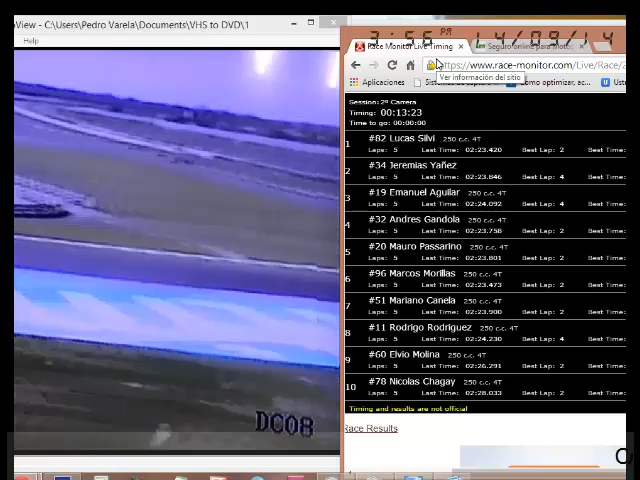 View - C:\Users\Pedro Varela\Documents\VHS to DVD\1
Help
3:56 PM 14/09/14
Race Monitor Live Timing
Seguro online para Motos
https://www.race-monitor.com/Live/Race/
Ver información del sitio
Aplicaciones
optimizar, ac...
Busines
Session: 2º Carrera
Timing: 00:13:23
Time to go: 00:00:00
1 #82 Lucas Silvi 250 c.c. 4T
Laps: 5 Last Time: 02:23.420 Best Lap: 2 Best Time:
2 #34 Jeremias Yañez
Laps: 5 Last Time: 02:23.846 Best Lap: 4 Best Time:
3 #19 Emanuel Aguilar 250 c.c. 4T
Laps: 5 Last Time: 02:24.092 Best Lap: 4 Best Time:
4 #32 Andres Gandola 250 c.c. 4T
Laps: 5 Last Time: 02:23.758 Best Lap: 2 Best Time:
5 #20 Mauro Passarino 250 c.c. 4T
Laps: 5 Last Time: 02:23.801 Best Lap: 2 Best Time:
6 #96 Marcos Morillas 250 c.c. 4T
Laps: 5 Last Time: 02:23.473 Best Lap: 2 Best Time:
7 #51 Mariano Canela 250 c.c. 4T
Laps: 5 Last Time: 02:23.900 Best Lap: 2 Best Time:
8 #11 Rodrigo Rodriguez 250 c.c. 4T
Laps: 5 Last Time: 02:24.230 Best Lap: 4 Best Time:
9 #60 Elvio Molina 250 c.c. 4T
Laps: 5 Last Time: 02:26.291 Best Lap: 2 Best Time:
10 #78 Nicolas Chagay 250 c.c. 4T
Laps: 5 Last Time: 02:28.033 Best Lap: 2 Best Time:
Timing and results are not official
DC08
Race Results